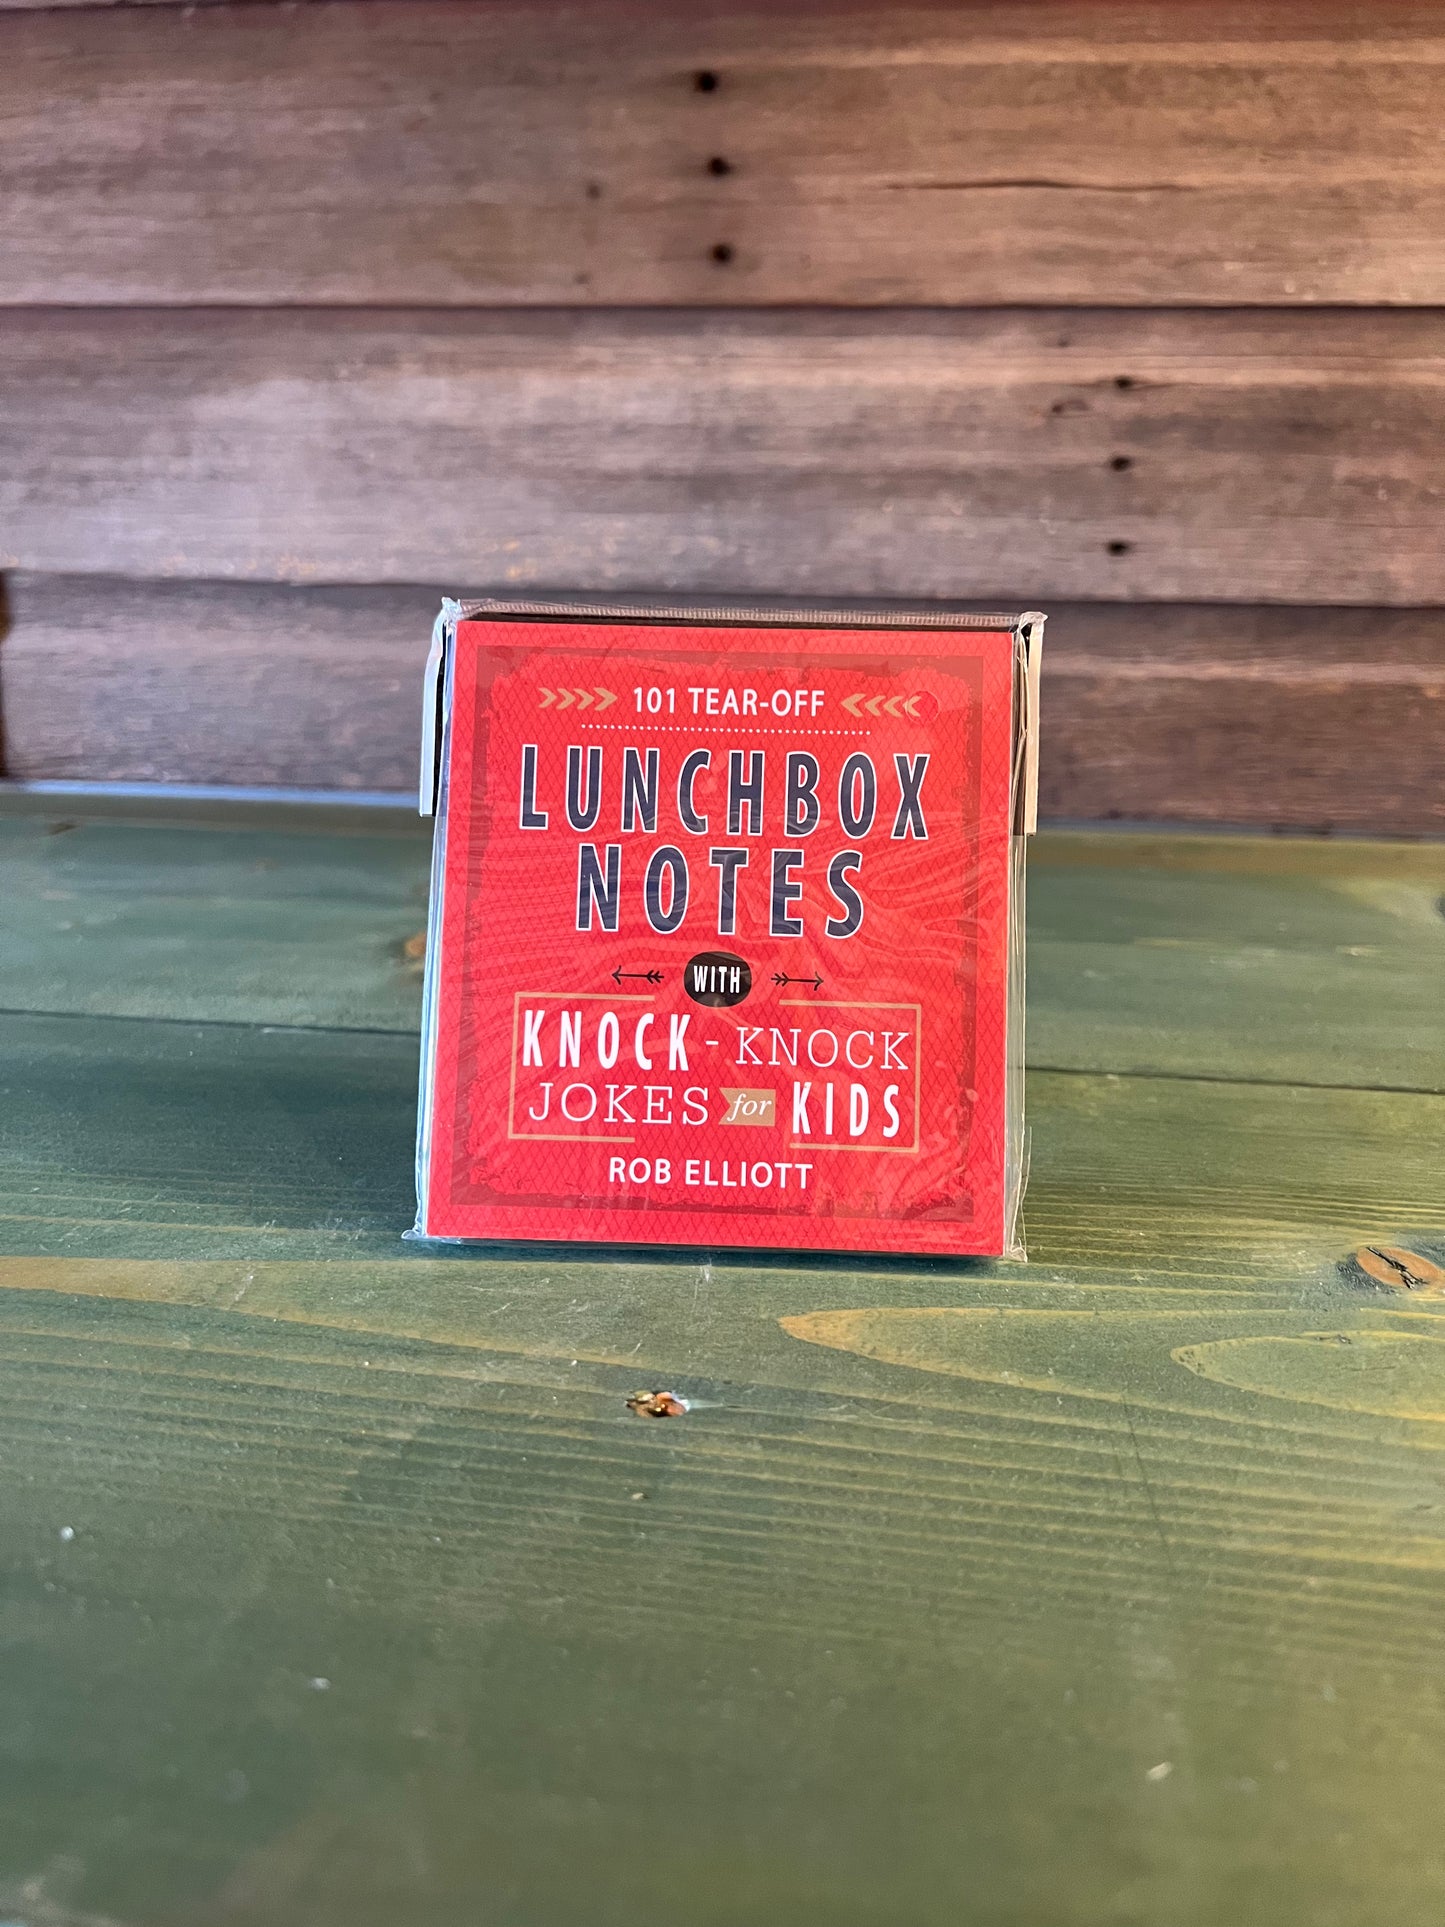 101 TEAR-OFF
LUNCHBOX
NOTES
WITH
KNOCK-KNOCK
JOKES for KIDS
ROB ELLIOTT